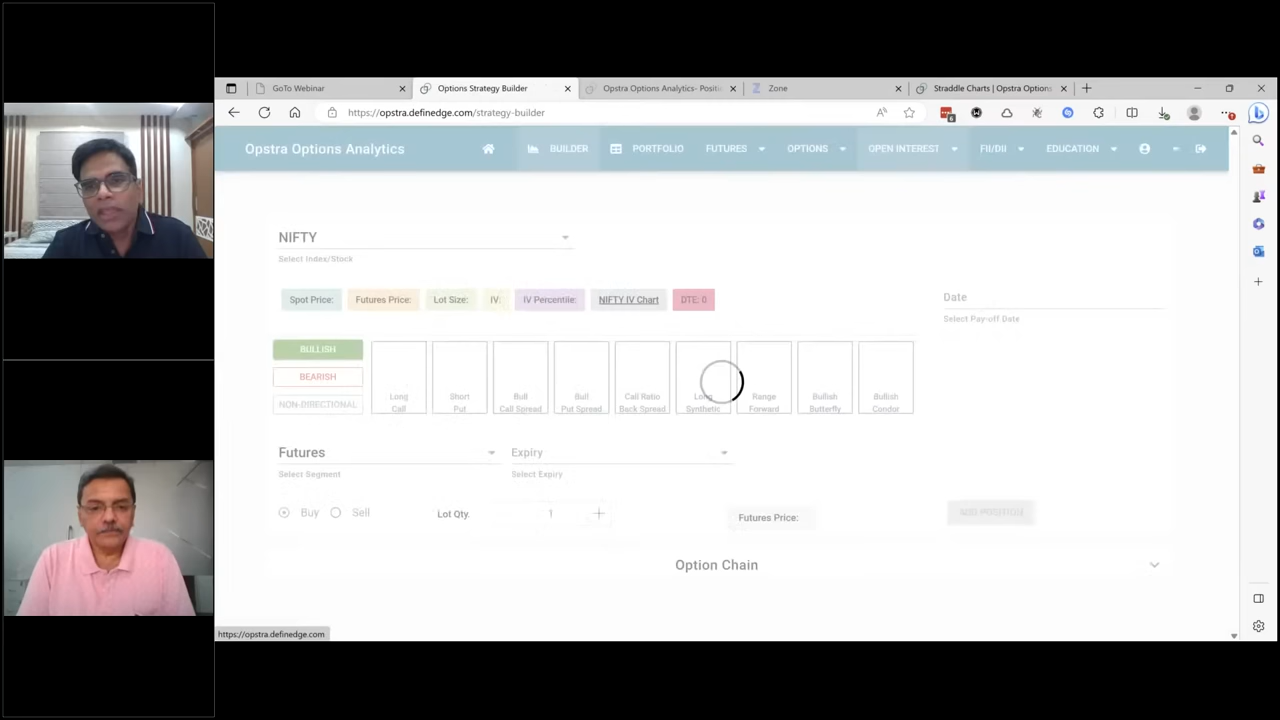 GoTo Webinar
Options Strategy Builder
Opstra Options Analytics- Positi
Zone
Straddle Charts | Opstra Options
https://opstra.definedge.com/strategy-builder
Opstra Options Analytics
BUILDER
PORTFOLIO
FUTURES
OPTIONS
OPEN INTEREST
FII/DII
EDUCATION
NIFTY
Select Index/Stock
Spot Price:
Futures Price:
Lot Size:
IV:
IV Percentile:
NIFTY IV Chart
DTE: 0
Date
Select Pay-off Date
BULLISH
BEARISH
NON-DIRECTIONAL
Long
Call
Short
Put
Bull
Call Spread
Bull
Put Spread
Call Ratio
Back Spread
Long
Synthetic
Range
Forward
Bullish
Butterfly
Bullish
Condor
Futures
Select Segment
Expiry
Select Expiry
Buy
Sell
Lot Qty.
1
Futures Price:
ADD POSITION
Option Chain
https://opstra.definedge.com